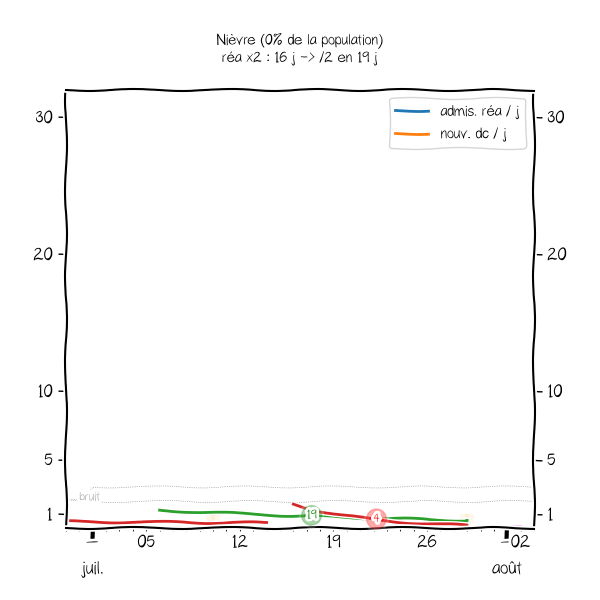 Nièvre (0% de la population)
réa x2 : 16 j -> /2 en 19 j
admis. réa / j
nouv. dc / j
30
30
20
20
10
10
5
5
bruit
1
19
4
1
05
12
19
26
02
juil.
août